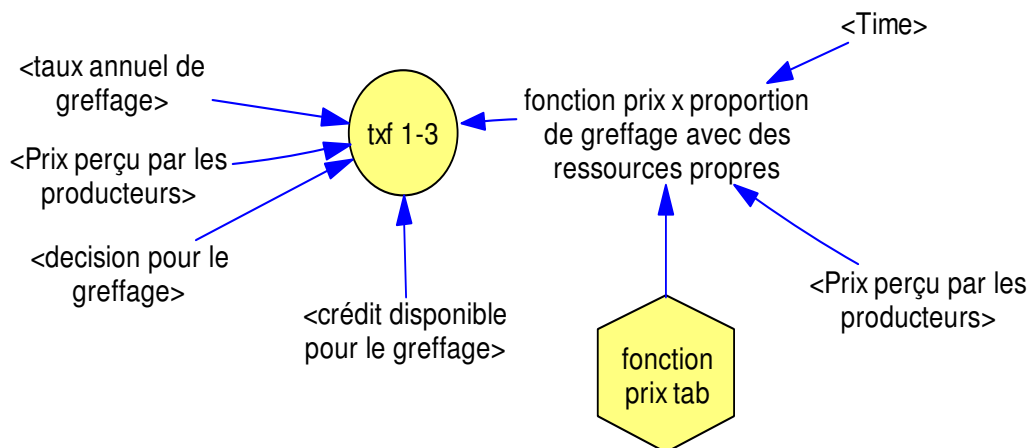 <Time>
<taux annuel de
greffage>
txf 1-3
fonction prix x proportion
de greffage avec des
ressources propres
<Prix perçu par les
producteurs>
<decision pour le
greffage>
<crédit disponible
pour le greffage>
<Prix perçu par les
producteurs>
fonction
prix tab